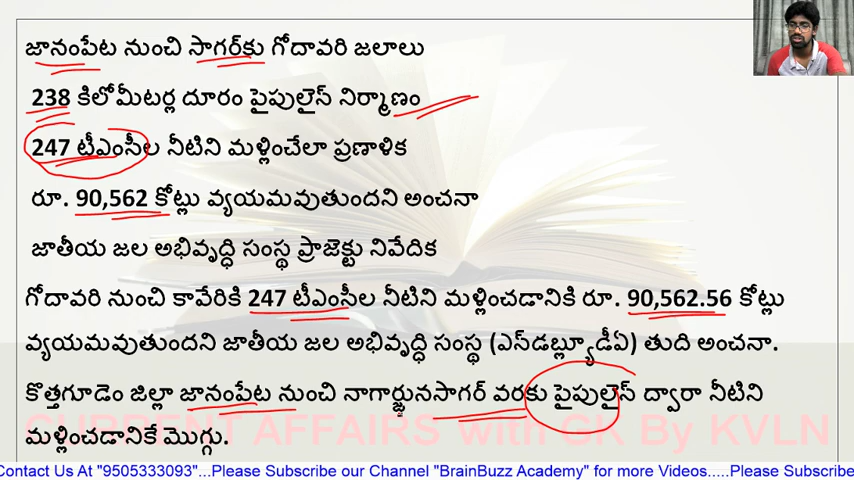 జానంపేట నుంచి సాగర్‌కు గోదావరి జలాలు
238 కిలోమీటర్ల దూరం పైపులైన్ నిర్మాణం
247 టీఎంసీల నీటిని మళ్లించేలా ప్రణాళిక
రూ. 90,562 కోట్లు వ్యయమవుతుందని అంచనా
జాతీయ జల అభివృద్ధి సంస్థ ప్రాజెక్టు నివేదిక
గోదావరి నుంచి కావేరికి 247 టీఎంసీల నీటిని మళ్లించడానికి రూ. 90,562.56 కోట్లు
వ్యయమవుతుందని జాతీయ జల అభివృద్ధి సంస్థ (ఎన్‌డబ్ల్యూడీఏ) తుది అంచనా.
కొత్తగూడెం జిల్లా జానంపేట నుంచి నాగార్జునసాగర్ వరకు పైపులైన్ ద్వారా నీటిని
మళ్లించడానికే మొగ్గు.
CURRENT AFFAIRS with GK By KVLN
Contact Us At "9505333093"...Please Subscribe our Channel "BrainBuzz Academy" for more Videos.....Please Subscribe